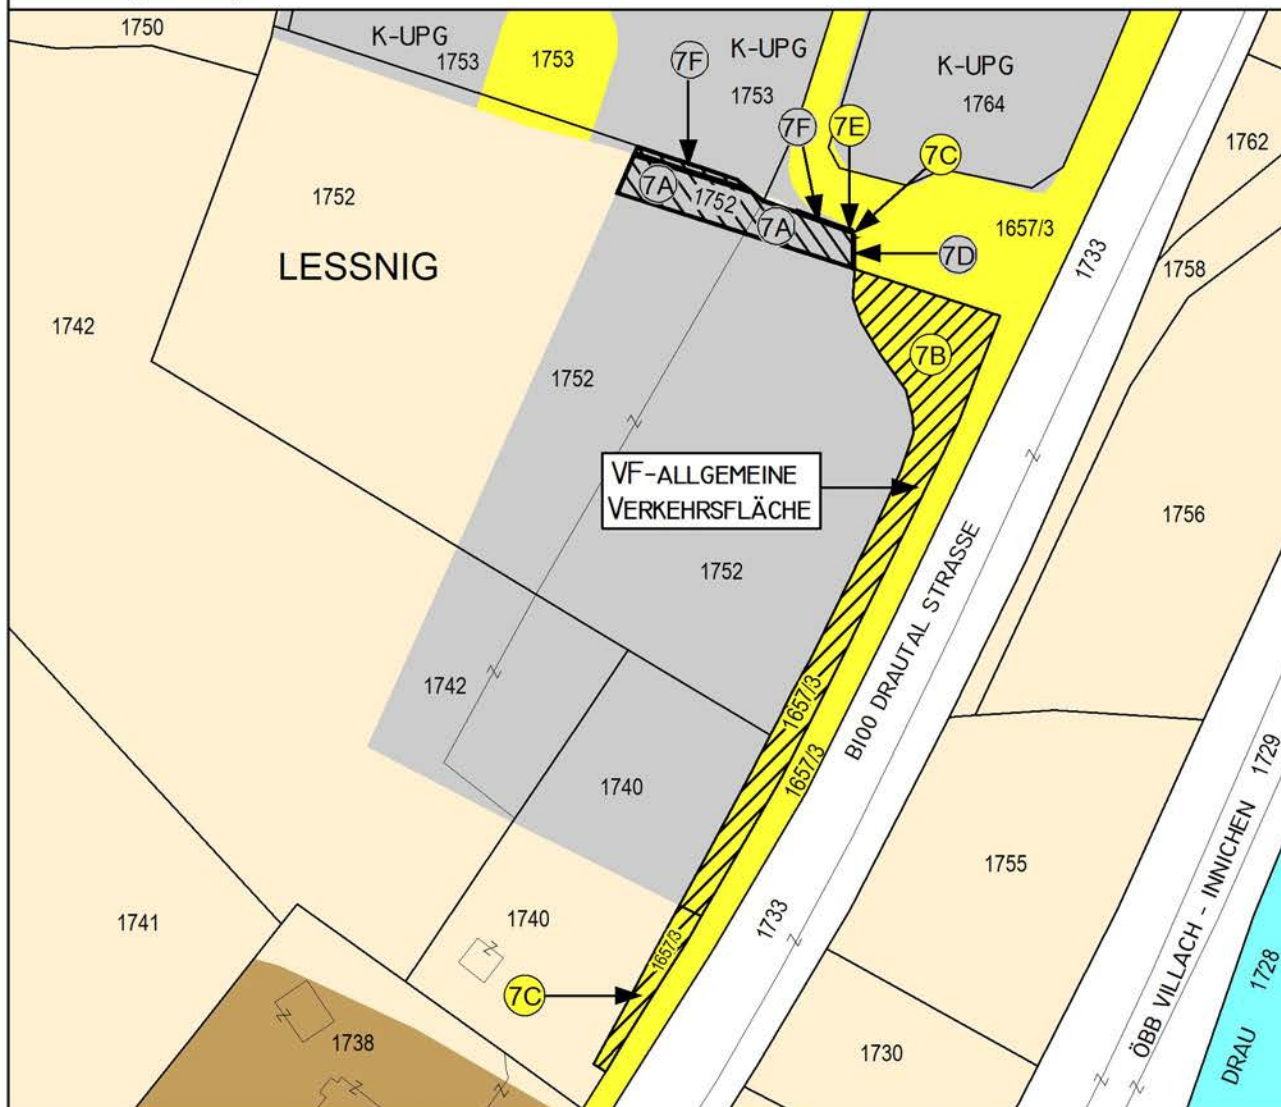 1750
K-UPG
1753
1753
7F
K-UPG
1753
K-UPG
1764
7F
7E
7C
1762
1752
7A
1752
7A
1657/3
7D
1733
1758
LESSNIG
1742
7B
1752
VF-ALLGEMEINE
VERKEHRSFLÄCHE
1756
1752
B100 DRAUTAL STRASSE
1742
1657/3
1657/3
1740
1729
1755
ÖBB VILLACH - INNICHEN
1741
1740
1733
1657/3
7C
1728
DRAU
1738
1730